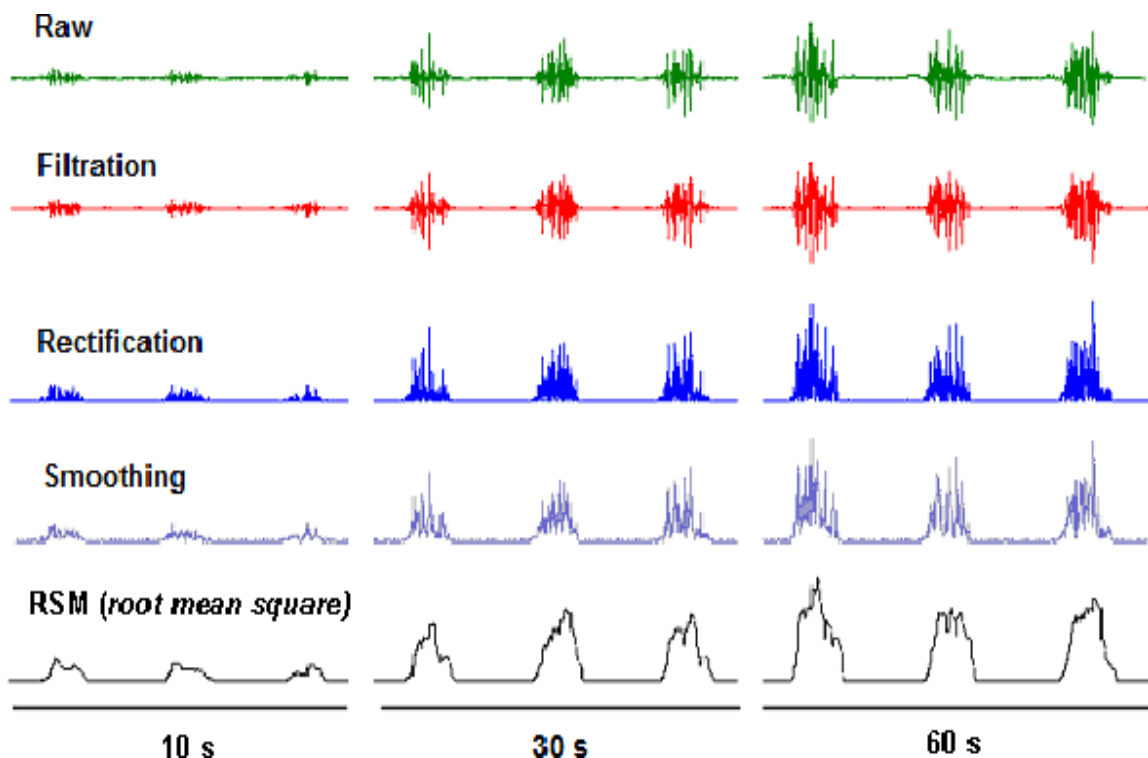 Raw
Filtration
Rectification
Smoothing
RSM (root mean square)
10 s
30 s
60 s